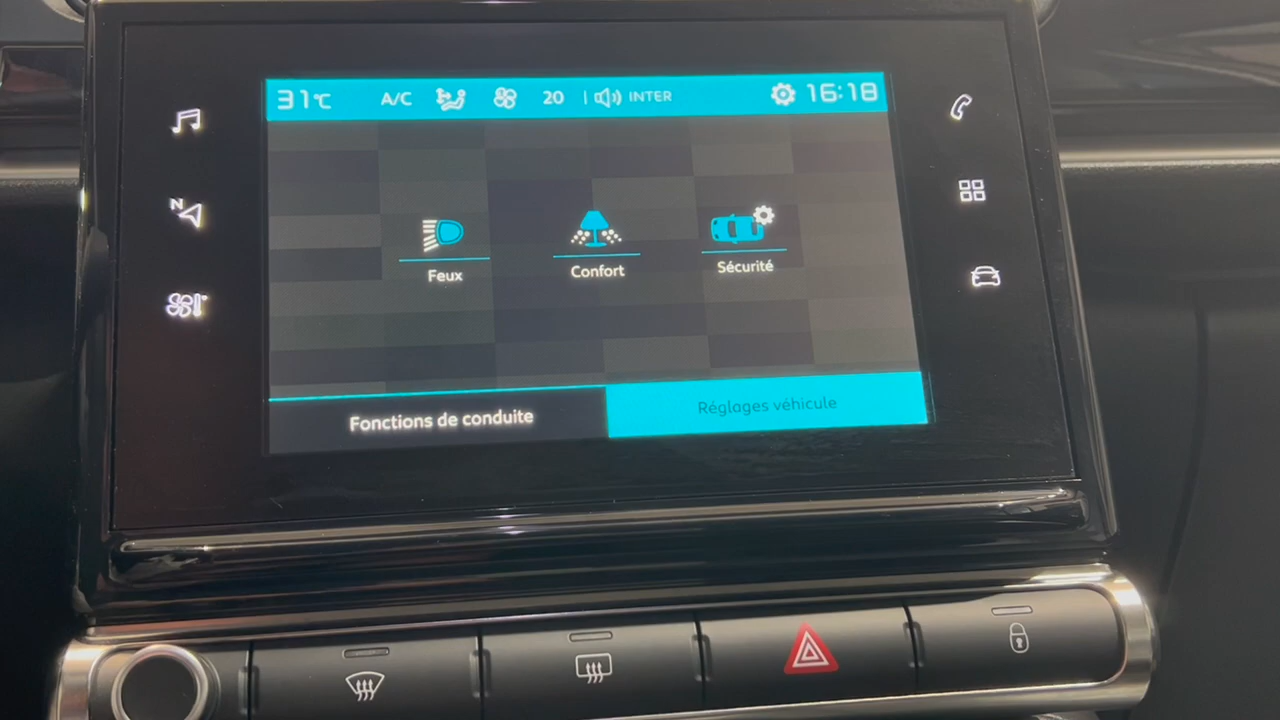 31°C A/C 20 INTER 16:18
N
Feux Confort Sécurité
Fonctions de conduite Réglages véhicule